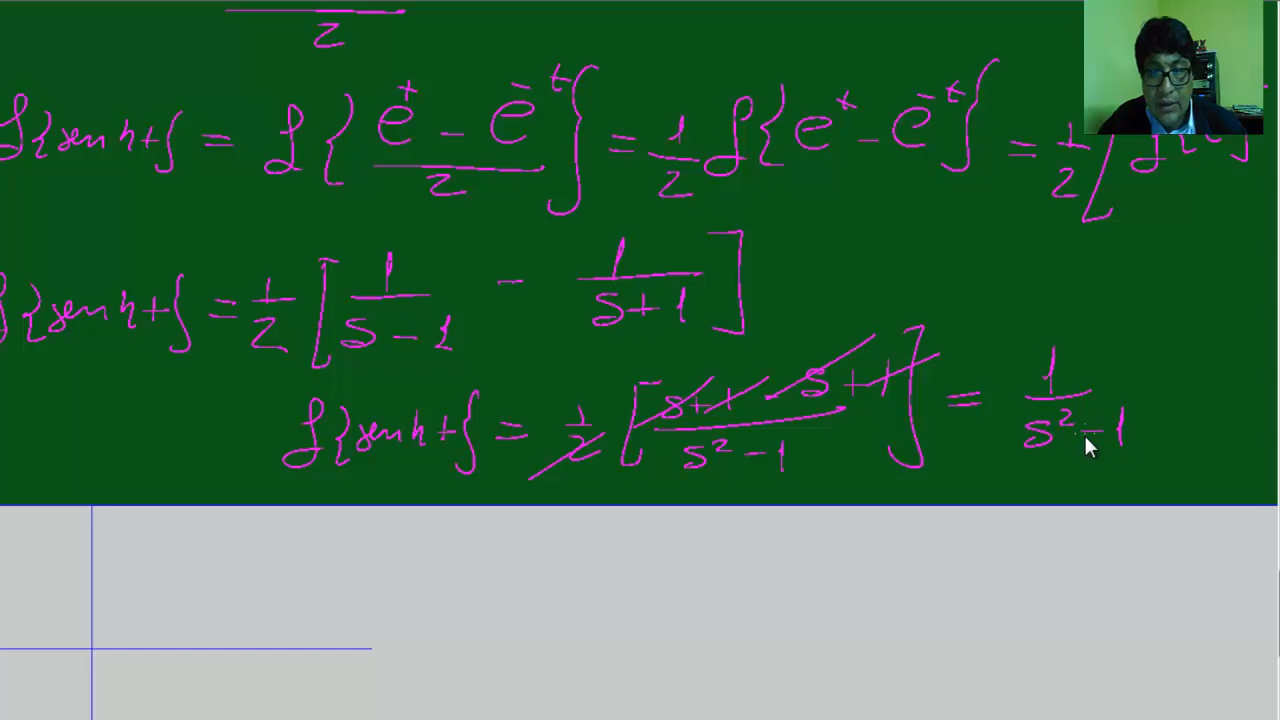 2
ℒ{senh t} = ℒ{(e^t − e^−t)/2} = 1/2 ℒ{e^t − e^−t} = 1/2 [ℒ{e^t}
ℒ{senh t} = 1/2 [1/(s−1) − 1/(s+1)]
ℒ{senh t} = 1/2 [(s+1 − s+1)/(s²−1)] = 1/(s²−1)